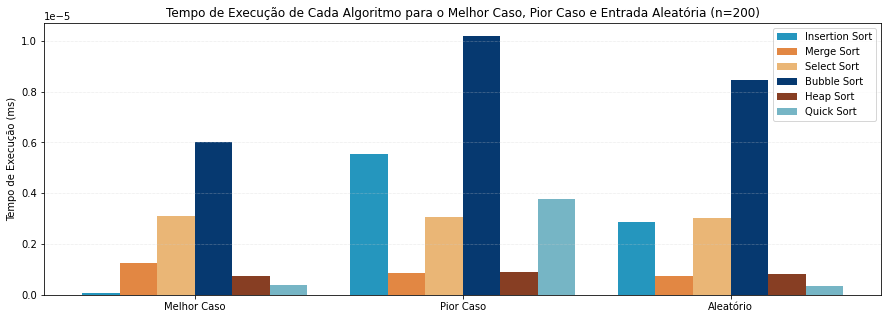 Tempo de Execução de Cada Algoritmo para o Melhor Caso, Pior Caso e Entrada Aleatória (n=200)
1e−5
Tempo de Execução (ms)
1.0
0.8
0.6
0.4
0.2
0.0
Insertion Sort
Merge Sort
Select Sort
Bubble Sort
Heap Sort
Quick Sort
Melhor Caso
Pior Caso
Aleatório